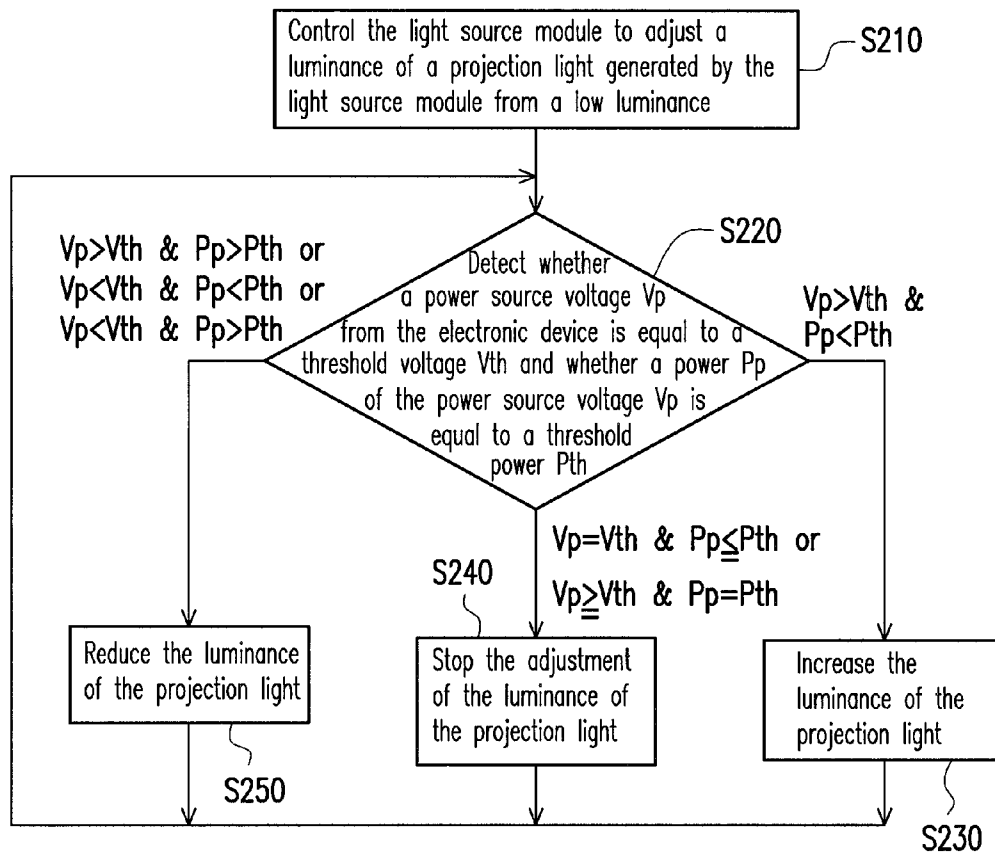 Control the light source module to adjust a
luminance of a projection light generated by the
light source module from a low luminance
S210
S220
Vp>Vth & Pp>Pth or
Vp<Vth & Pp<Pth or
Vp<Vth & Pp>Pth
Detect whether
a power source voltage Vp
from the electronic device is equal to a
threshold voltage Vth and whether a power Pp
of the power source voltage Vp is
equal to a threshold
power Pth
Vp>Vth &
Pp<Pth
Vp=Vth & Pp≦Pth or
Vp≧Vth & Pp=Pth
S240
Reduce the luminance
of the projection light
S250
Stop the adjustment
of the luminance of
the projection light
Increase the
luminance of the
projection light
S230